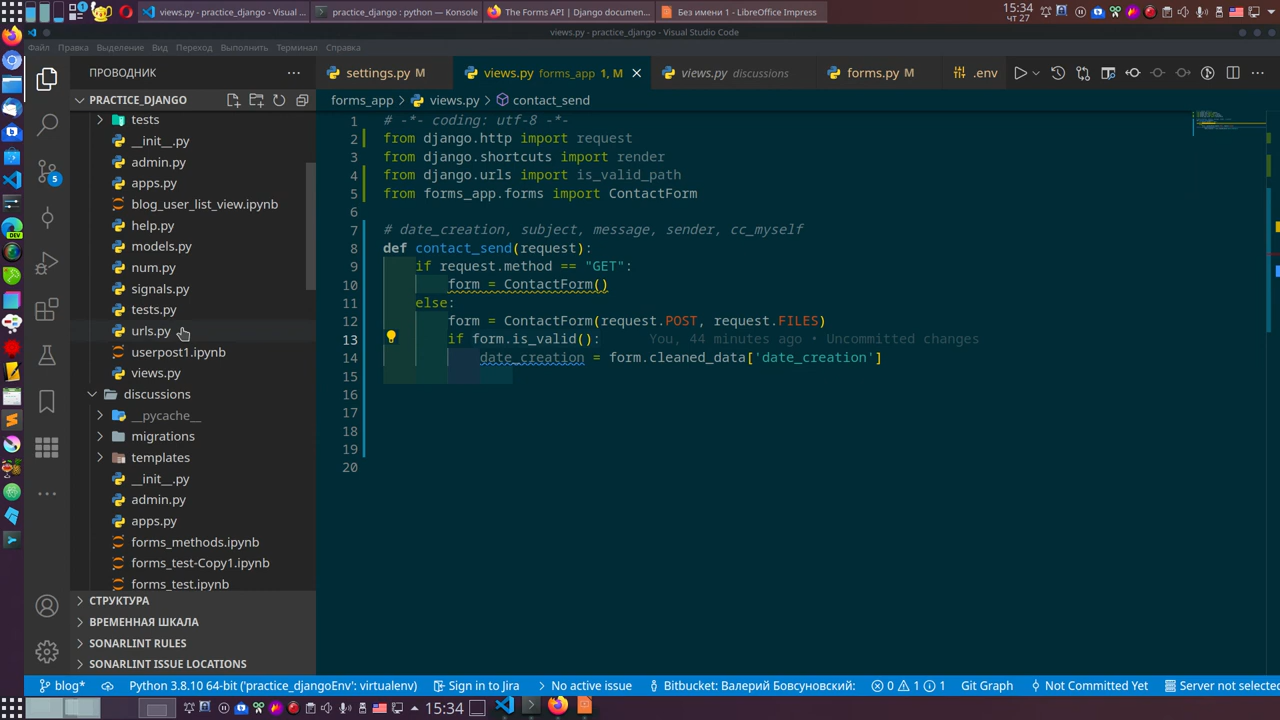 views.py - practice_django - Visual ...
practice_django : python — Konsole
The Forms API | Django documen...
Без имени 1 - LibreOffice Impress
15:34
Чт 27
views.py - practice_django - Visual Studio Code
Файл Правка Выделение Вид Переход Выполнить Терминал Справка
ПРОВОДНИК
settings.py M
views.py forms_app 1, M
views.py discussions
forms.py M
.env
PRACTICE_DJANGO
forms_app > views.py > contact_send
tests
__init__.py
admin.py
apps.py
blog_user_list_view.ipynb
help.py
models.py
num.py
signals.py
tests.py
urls.py
userpost1.ipynb
views.py
discussions
__pycache__
migrations
templates
__init__.py
admin.py
apps.py
forms_methods.ipynb
forms_test-Copy1.ipynb
forms_test.ipynb
СТРУКТУРА
ВРЕМЕННАЯ ШКАЛА
SONARLINT RULES
SONARLINT ISSUE LOCATIONS
5
DEV
1 # -*- coding: utf-8 -*-
2 from django.http import request
3 from django.shortcuts import render
4 from django.urls import is_valid_path
5 from forms_app.forms import ContactForm
6
7 # date_creation, subject, message, sender, cc_myself
8 def contact_send(request):
9 if request.method == "GET":
10 form = ContactForm()
11 else:
12 form = ContactForm(request.POST, request.FILES)
13 if form.is_valid(): You, 44 minutes ago • Uncommitted changes
14 date_creation = form.cleaned_data['date_creation']
15
16
17
18
19
20
blog* Python 3.8.10 64-bit ('practice_djangoEnv': virtualenv) Sign in to Jira No active issue Bitbucket: Валерий Бовсуновский: 0 1 1 Git Graph Not Committed Yet Server not selected
15:34